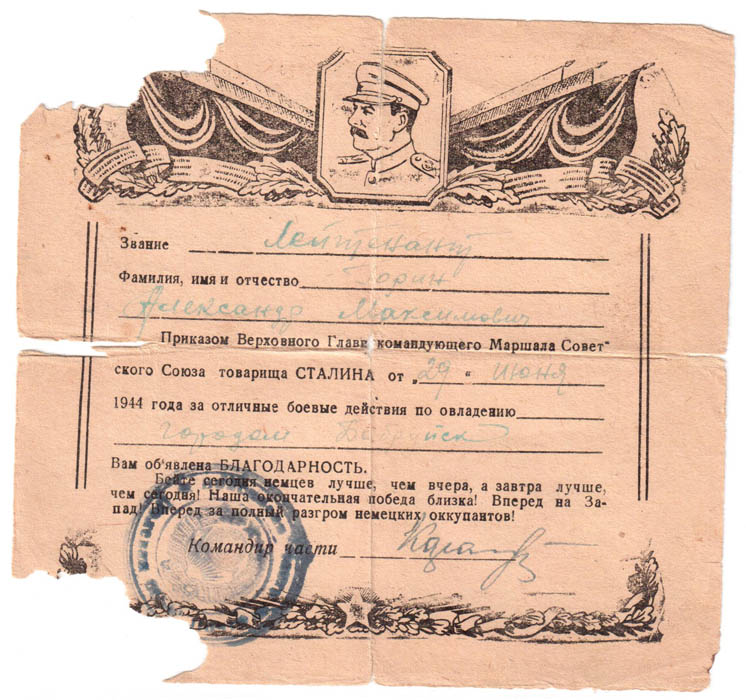 Звание Лейтенант
Фамилия, имя и отчество Горин
Александр Максимович
Приказом Верховного Главнокомандующего Маршала Совет-
ского Союза товарища СТАЛИНА от „29“ июня
1944 года за отличные боевые действия по овладению
городом Бобруйск
Вам об'явлена БЛАГОДАРНОСТЬ.
Бейте сегодня немцев лучше, чем вчера, а завтра лучше,
чем сегодня! Наша окончательная победа близка! Вперед на За-
пад! Вперед за полный разгром немецких оккупантов!
Командир части